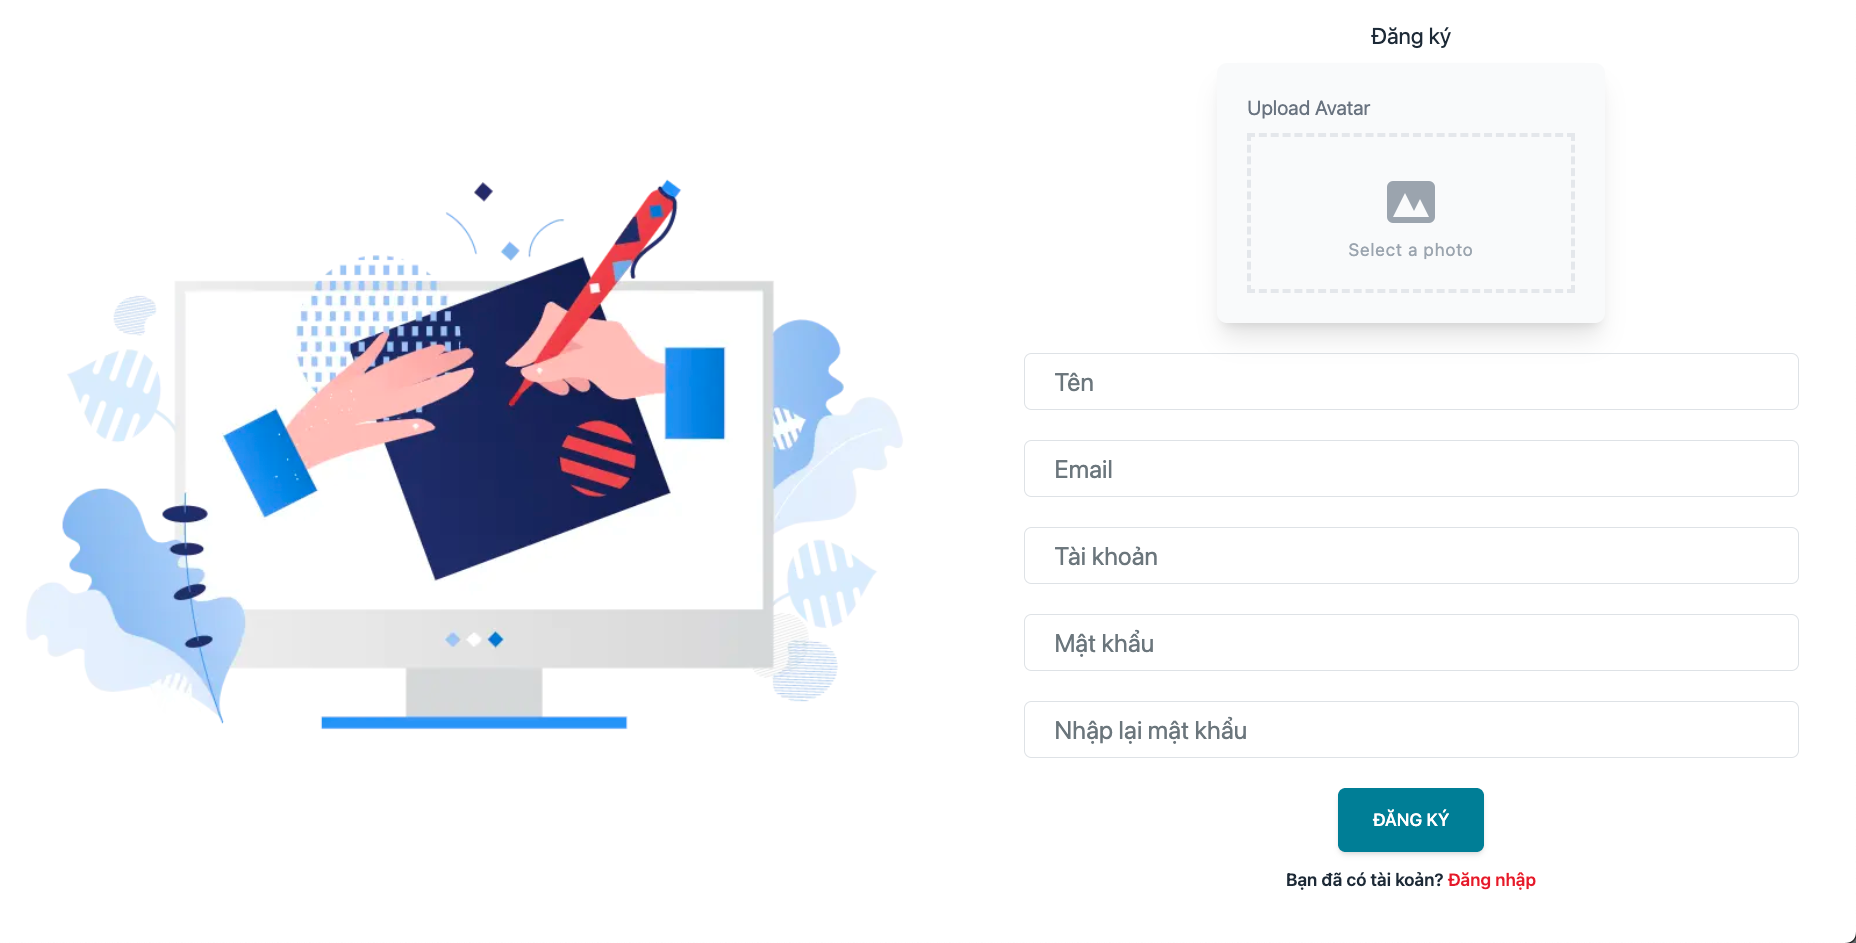 Đăng ký
Upload Avatar
Select a photo
Tên
Email
Tài khoản
Mật khẩu
Nhập lại mật khẩu
ĐĂNG KÝ
Bạn đã có tài koản? Đăng nhập